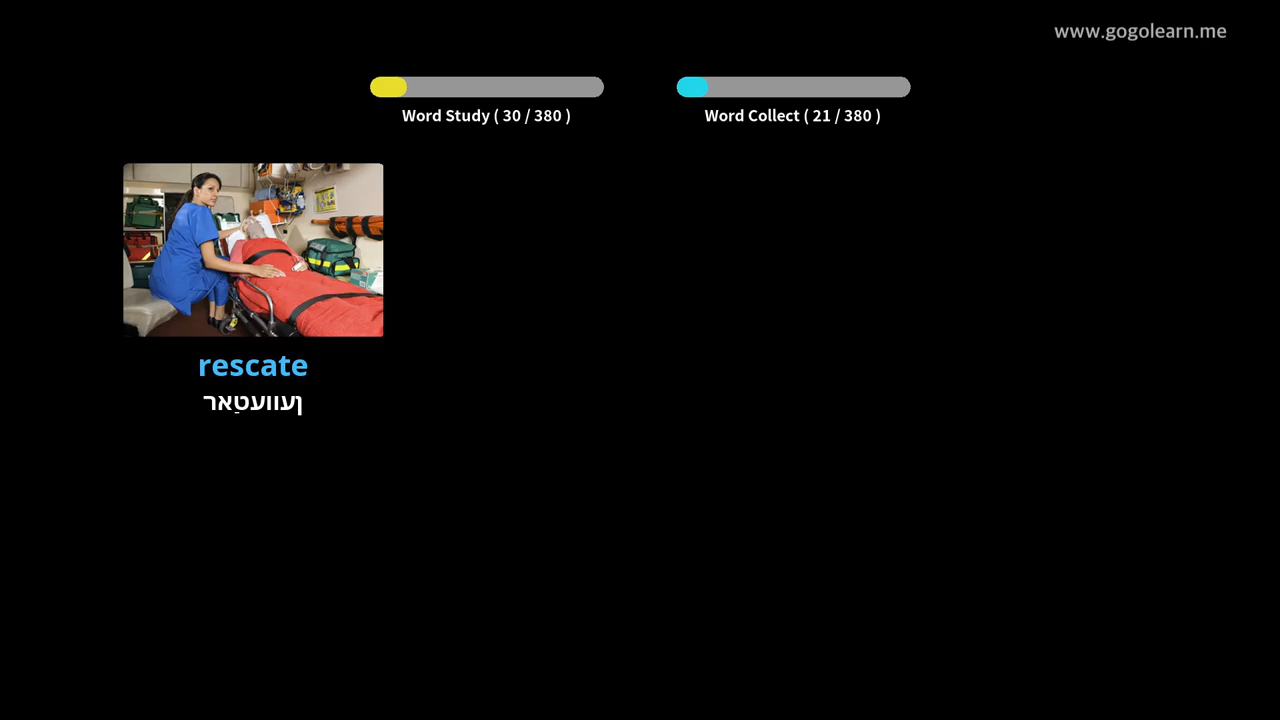 www.gogolearn.me
Word Study ( 30 / 380 )
Word Collect ( 21 / 380 )
rescate
ראַטעווען